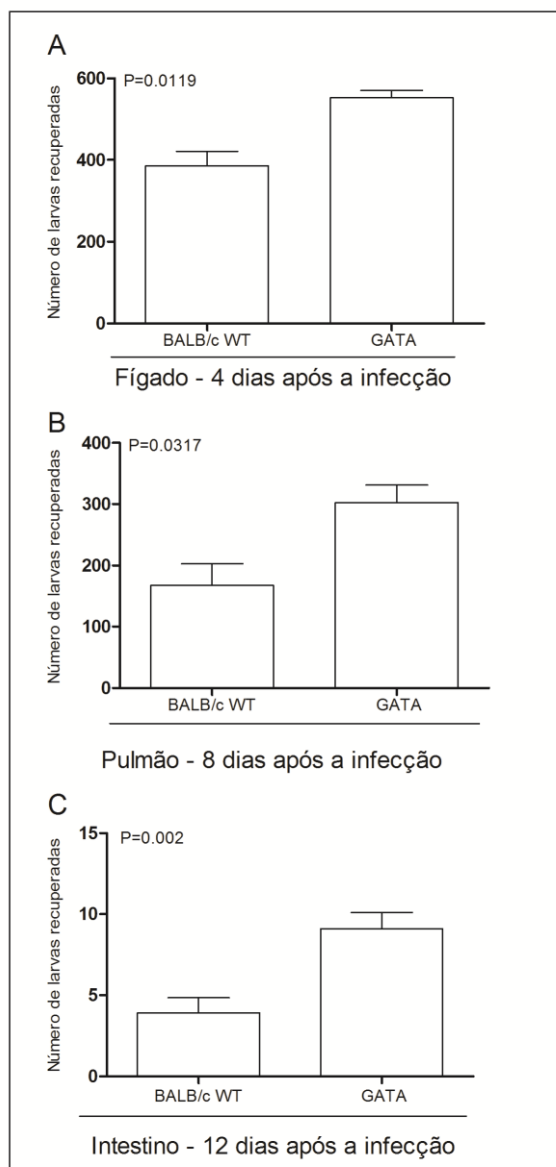 A
P=0.0119
Número de larvas recuperadas
600
400
200
0
BALB/c WT GATA
Fígado - 4 dias após a infecção
B
P=0.0317
Número de larvas recuperadas
400
300
200
100
0
BALB/c WT GATA
Pulmão - 8 dias após a infecção
C
P=0.002
Número de larvas recuperadas
15
10
5
0
BALB/c WT GATA
Intestino - 12 dias após a infecção